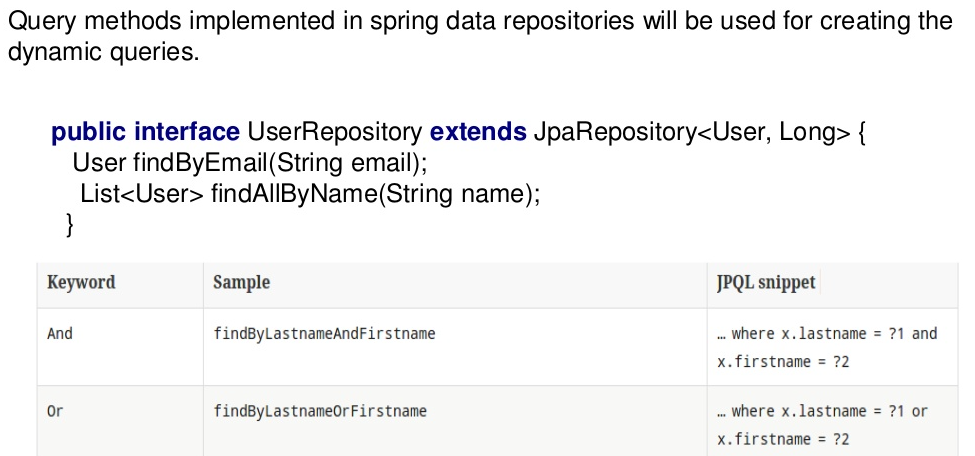 Query methods implemented in spring data repositories will be used for creating the
dynamic queries.
public interface UserRepository extends JpaRepository<User, Long> {
User findByEmail(String email);
List<User> findAllByName(String name);
}
Keyword Sample JPQL snippet
And findByLastnameAndFirstname … where x.lastname = ?1 and
x.firstname = ?2
Or findByLastnameOrFirstname … where x.lastname = ?1 or
x.firstname = ?2